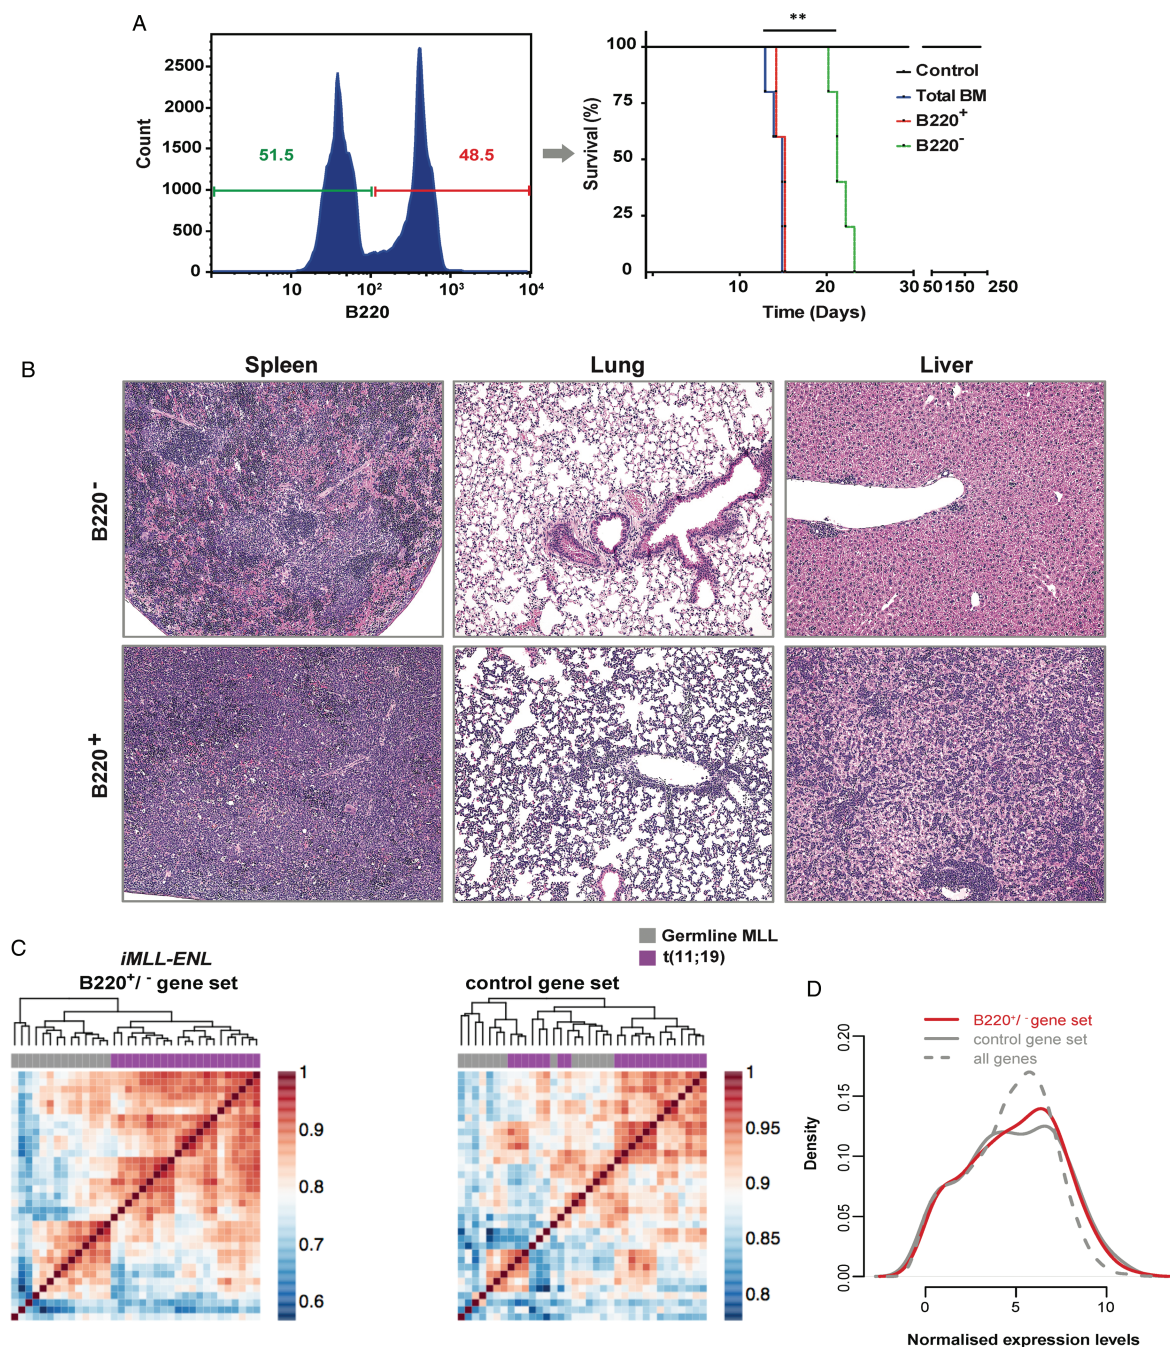 A
Count
2500
2000
1500
1000
500
0
51.5
48.5
10
10²
10³
10⁴
B220
**
Survival (%)
100
75
50
25
0
Control
Total BM
B220⁺
B220⁻
10
20
30
50
150
250
Time (Days)
B
Spleen
Lung
Liver
B220⁻
B220⁺
C
iMLL-ENL
B220⁺/⁻ gene set
1
0.9
0.8
0.7
0.6
Germline MLL
t(11;19)
control gene set
1
0.95
0.9
0.85
0.8
D
B220⁺/⁻ gene set
control gene set
all genes
Density
0.20
0.15
0.10
0.05
0.00
0
5
10
Normalised expression levels